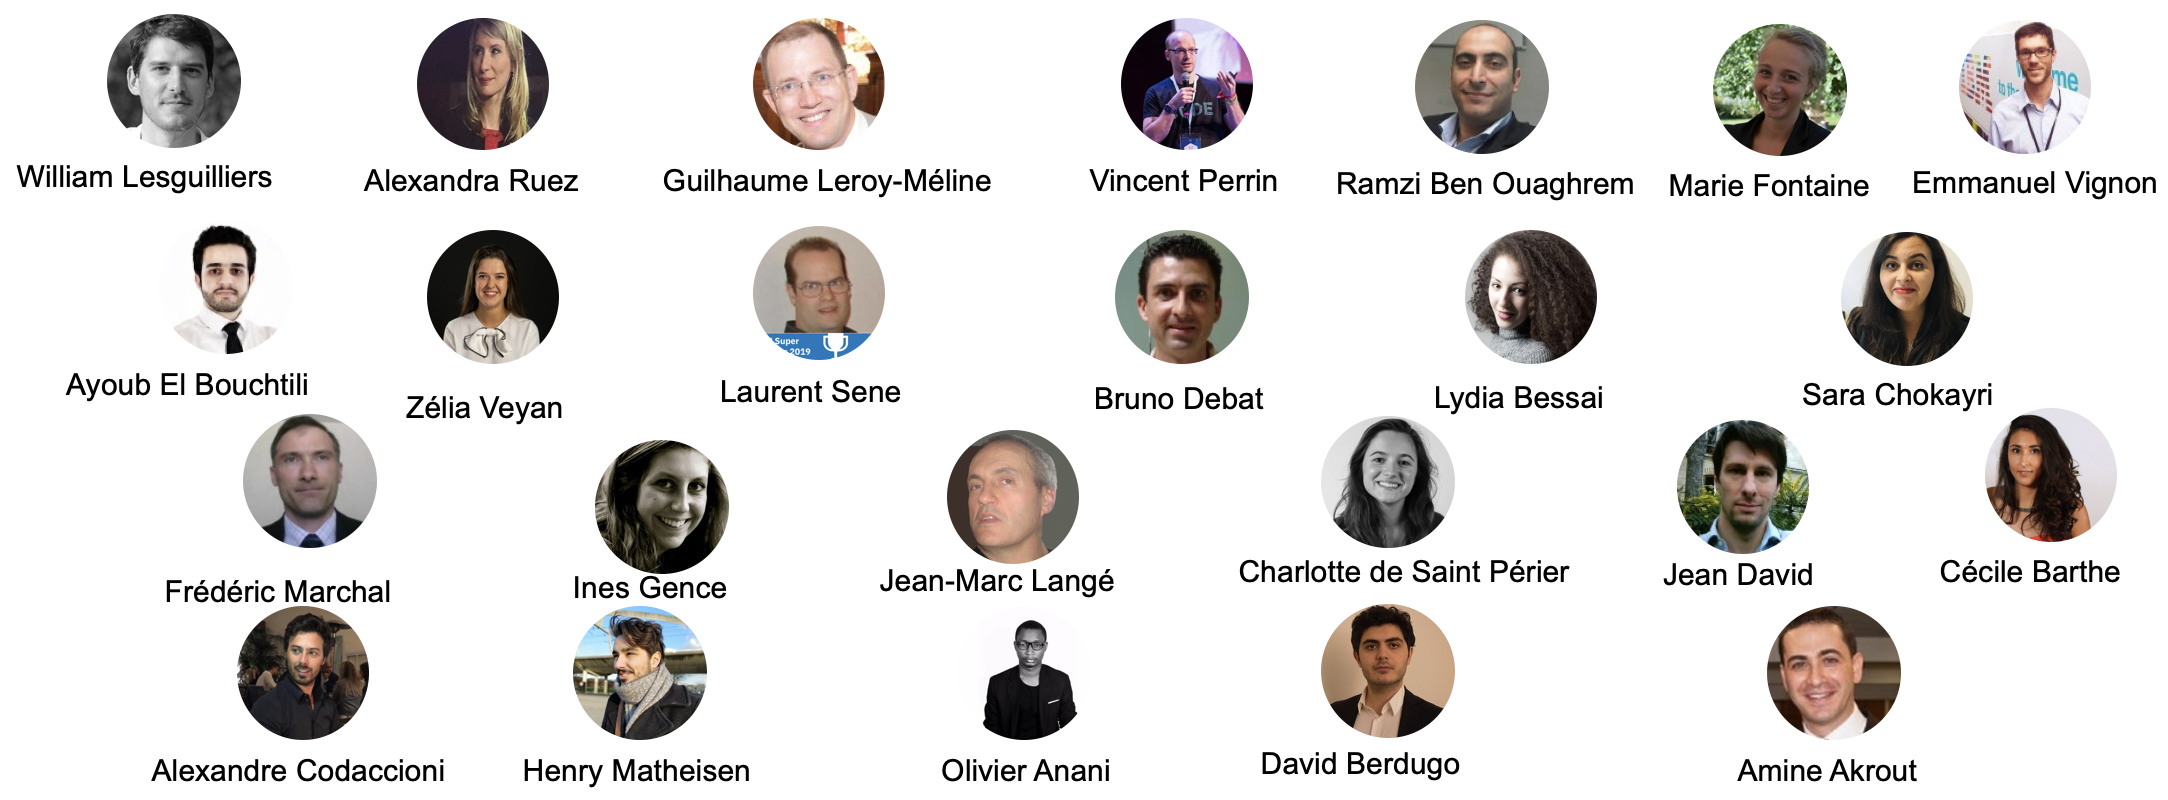 William Lesguilliers
Alexandra Ruez
Guilhaume Leroy-Méline
Vincent Perrin
Ramzi Ben Ouaghrem
Marie Fontaine
Emmanuel Vignon
Ayoub El Bouchtili
Zélia Veyan
Super
2019
Laurent Sene
Bruno Debat
Lydia Bessai
Sara Chokayri
Frédéric Marchal
Ines Gence
Jean-Marc Langé
Charlotte de Saint Périer
Jean David
Cécile Barthe
Alexandre Codaccioni
Henry Matheisen
Olivier Anani
David Berdugo
Amine Akrout